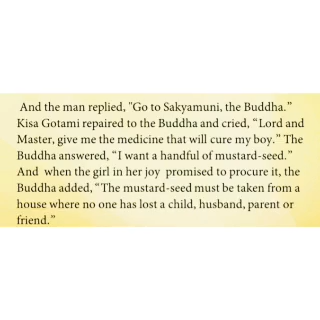 And the man replied, "Go to Sakyamuni, the Buddha.”
Kisa Gotami repaired to the Buddha and cried, “Lord and
Master, give me the medicine that will cure my boy.” The
Buddha answered, “I want a handful of mustard-seed.”
And  when the girl in her joy  promised to procure it, the
Buddha added, “The mustard-seed must be taken from a
house where no one has lost a child, husband, parent or
friend.”